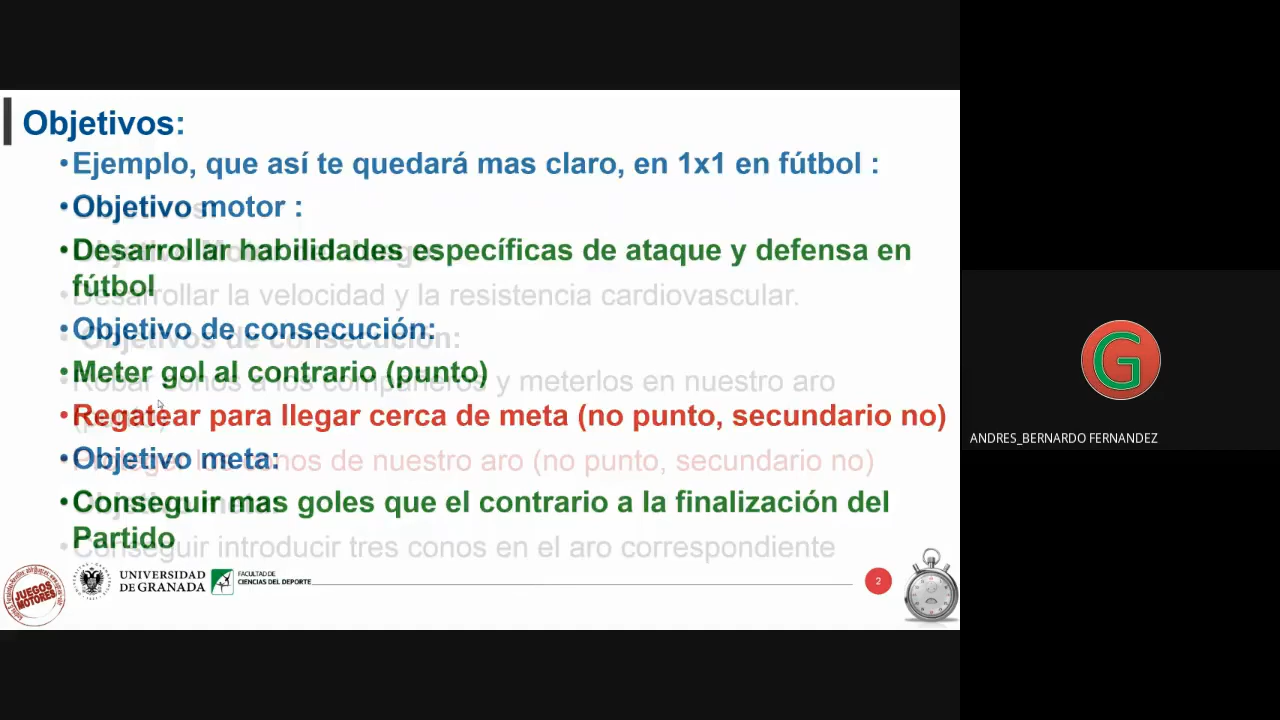 Objetivos:
•Ejemplo, que así te quedará mas claro, en 1x1 en fútbol :
•Objetivo motor :
•Desarrollar habilidades específicas de ataque y defensa en
fútbol
•Desarrollar la velocidad y la resistencia cardiovascular.
•Objetivo de consecución:
• Objetivos de consecución:
•Meter gol al contrario (punto)
•Robar conos a los compañeros y meterlos en nuestro aro
•Regatear para llegar cerca de meta (no punto, secundario no)
•Objetivo meta:
los conos de nuestro aro (no punto, secundario no)
•Conseguir mas goles que el contrario a la finalización del
Partido
•Conseguir introducir tres conos en el aro correspondiente
JUEGOS
MOTORES
UNIVERSIDAD
DE GRANADA
FACULTAD DE
CIENCIAS DEL DEPORTE
2
G
ANDRES_BERNARDO FERNANDEZ